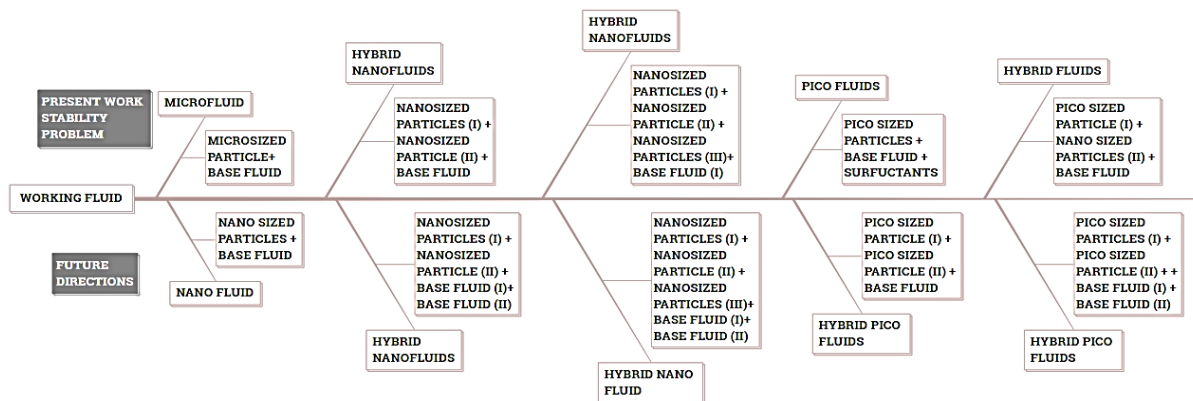 PRESENT WORK
STABILITY
PROBLEM
MICROFLUID
MICROSIZED
PARTICLE+
BASE FLUID
HYBRID
NANOFLUIDS
NANOSIZED
PARTICLES (I) +
NANOSIZED
PARTICLE (II) +
BASE FLUID
HYBRID
NANOFLUIDS
NANOSIZED
PARTICLES (I) +
NANOSIZED
PARTICLE (II) +
NANOSIZED
PARTICLES (III)+
BASE FLUID (I)
PICO FLUIDS
PICO SIZED
PARTICLES +
BASE FLUID +
SURFUCTANTS
HYBRID FLUIDS
PICO SIZED
PARTICLE (I) +
NANO SIZED
PARTICLES (II) +
BASE FLUID
WORKING FLUID
FUTURE
DIRECTIONS
NANO SIZED
PARTICLES +
BASE FLUID
NANO FLUID
NANOSIZED
PARTICLES (I) +
NANOSIZED
PARTICLE (II) +
BASE FLUID (I)+
BASE FLUID (II)
HYBRID
NANOFLUIDS
NANOSIZED
PARTICLES (I) +
NANOSIZED
PARTICLE (II) +
NANOSIZED
PARTICLES (III)+
BASE FLUID (I)+
BASE FLUID (II)
HYBRID NANO
FLUID
PICO SIZED
PARTICLE (I) +
PICO SIZED
PARTICLE (II) +
BASE FLUID
HYBRID PICO
FLUIDS
PICO SIZED
PARTICLES (I) +
PICO SIZED
PARTICLE (II) + +
BASE FLUID (I) +
BASE FLUID (II)
HYBRID PICO
FLUIDS